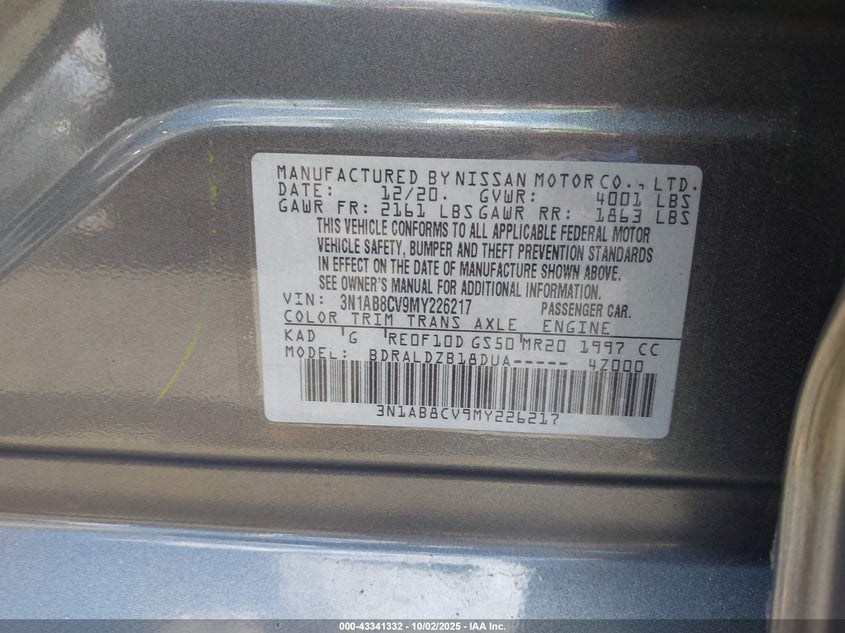 MANUFACTURED BY NISSAN MOTOR CO., LTD.
DATE: 12/20. GVWR: 4001 LBS
GAWR FR: 2161 LBS GAWR RR: 1863 LBS
THIS VEHICLE CONFORMS TO ALL APPLICABLE FEDERAL MOTOR
VEHICLE SAFETY, BUMPER AND THEFT PREVENTION STANDARDS
IN EFFECT ON THE DATE OF MANUFACTURE SHOWN ABOVE.
SEE OWNER'S MANUAL FOR ADDITIONAL INFORMATION.
VIN: 3N1AB8CV9MY226217 PASSENGER CAR.
COLOR TRIM TRANS AXLE ENGINE
KAD G RE0F10D GS50 MR20 1997 CC
MODEL: BDRALDZB18DUA----- 4Z000
3N1AB8CV9MY226217
000-43341332 - 10/02/2025 - IAA Inc.